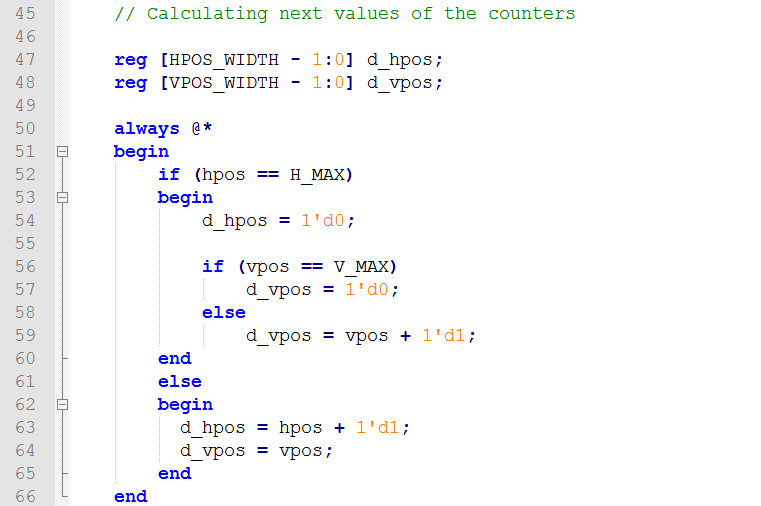 45 // Calculating next values of the counters
46
47 reg [HPOS_WIDTH - 1:0] d_hpos;
48 reg [VPOS_WIDTH - 1:0] d_vpos;
49
50 always @*
51 begin
52 if (hpos == H_MAX)
53 begin
54 d_hpos = 1'd0;
55
56 if (vpos == V_MAX)
57 d_vpos = 1'd0;
58 else
59 d_vpos = vpos + 1'd1;
60 end
61 else
62 begin
63 d_hpos = hpos + 1'd1;
64 d_vpos = vpos;
65 end
66 end